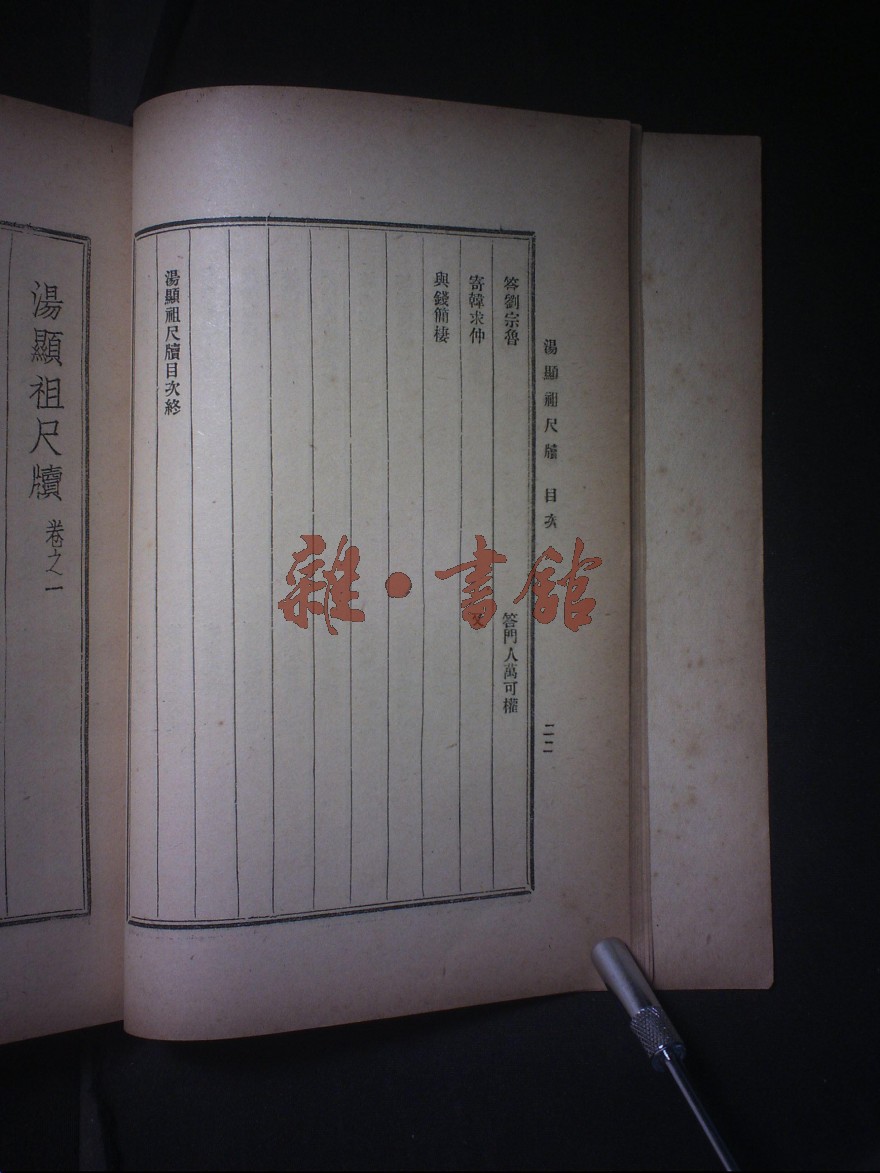 湯顯祖尺牘 目次 二二
答劉宗魯 答門人萬可權
寄韓求仲 又
與錢簡棲
湯顯祖尺牘目次終
湯顯祖尺牘 卷之一
雜·書館